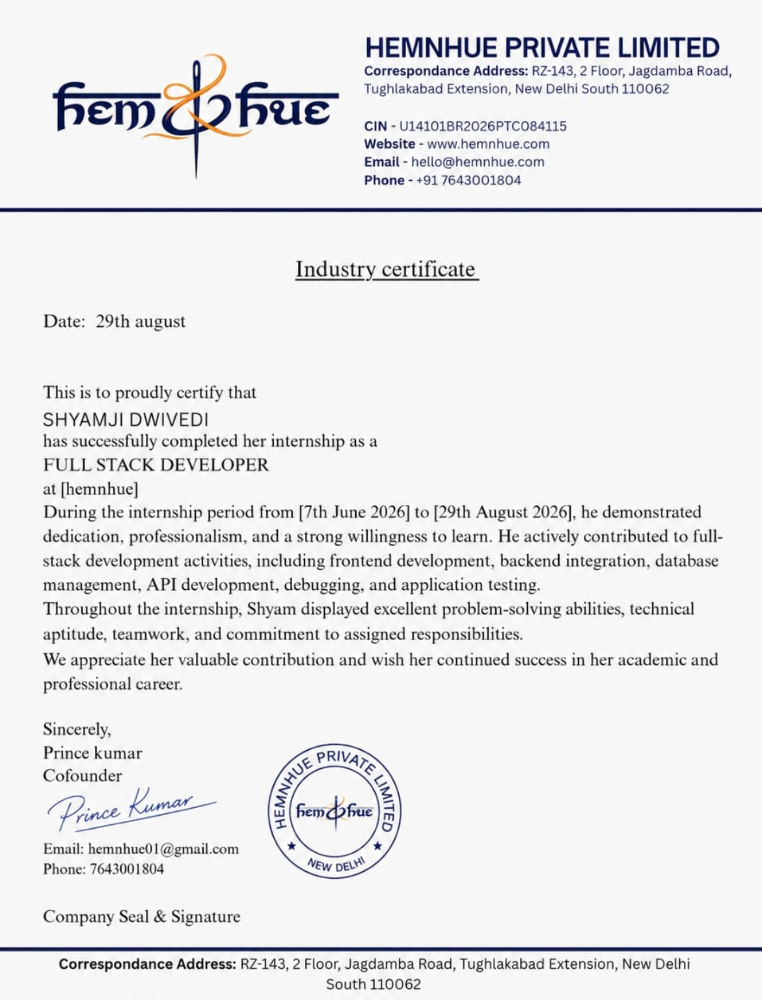 hem & hue
HEMNHUE PRIVATE LIMITED
Correspondance Address: RZ-143, 2 Floor, Jagdamba Road,
Tughlakabad Extension, New Delhi South 110062
CIN - U14101BR2026PTC084115
Website - www.hemnhue.com
Email - hello@hemnhue.com
Phone - +91 7643001804
Industry certificate
Date: 29th august
This is to proudly certify that
SHYAMJI DWIVEDI
has successfully completed her internship as a
FULL STACK DEVELOPER
at [hemnhue]
During the internship period from [7th June 2026] to [29th August 2026], he demonstrated
dedication, professionalism, and a strong willingness to learn. He actively contributed to full-
stack development activities, including frontend development, backend integration, database
management, API development, debugging, and application testing.
Throughout the internship, Shyam displayed excellent problem-solving abilities, technical
aptitude, teamwork, and commitment to assigned responsibilities.
We appreciate her valuable contribution and wish her continued success in her academic and
professional career.
Sincerely,
Prince kumar
Cofounder
Prince Kumar
Email: hemnhue01@gmail.com
Phone: 7643001804
HEMNHUE PRIVATE LIMITED
hem & hue
★ NEW DELHI ★
Company Seal & Signature
Correspondance Address: RZ-143, 2 Floor, Jagdamba Road, Tughlakabad Extension, New Delhi
South 110062